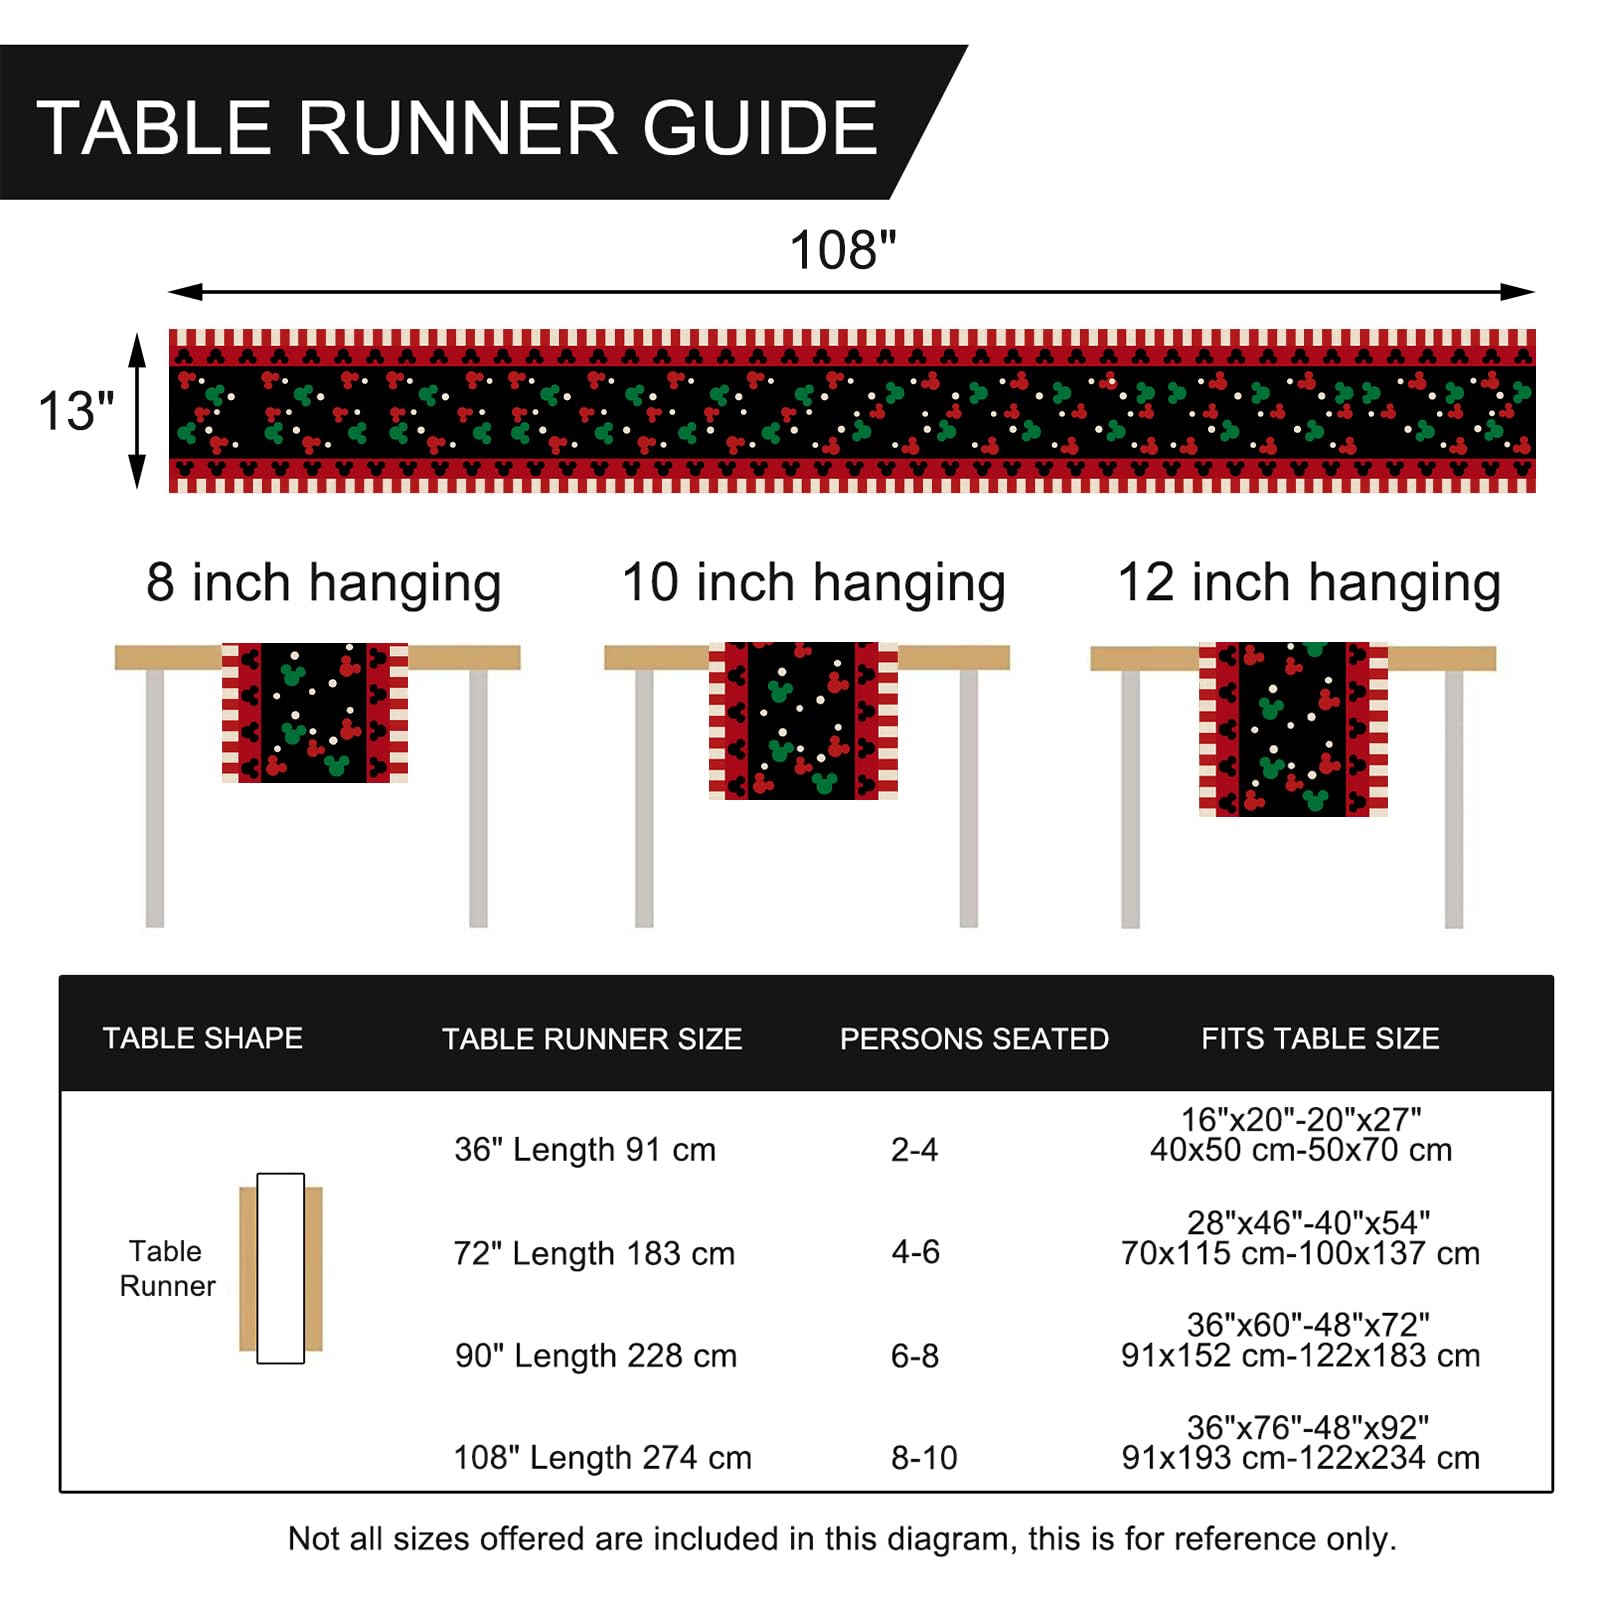 TABLE RUNNER GUIDE
108"
13"
8 inch hanging
10 inch hanging
12 inch hanging
TABLE SHAPE
TABLE RUNNER SIZE
PERSONS SEATED
FITS TABLE SIZE
Table
Runner
36" Length 91 cm
2-4
16"x20"-20"x27"
40x50 cm-50x70 cm
72" Length 183 cm
4-6
28"x46"-40"x54"
70x115 cm-100x137 cm
90" Length 228 cm
6-8
36"x60"-48"x72"
91x152 cm-122x183 cm
108" Length 274 cm
8-10
36"x76"-48"x92"
91x193 cm-122x234 cm
Not all sizes offered are included in this diagram, this is for reference only.